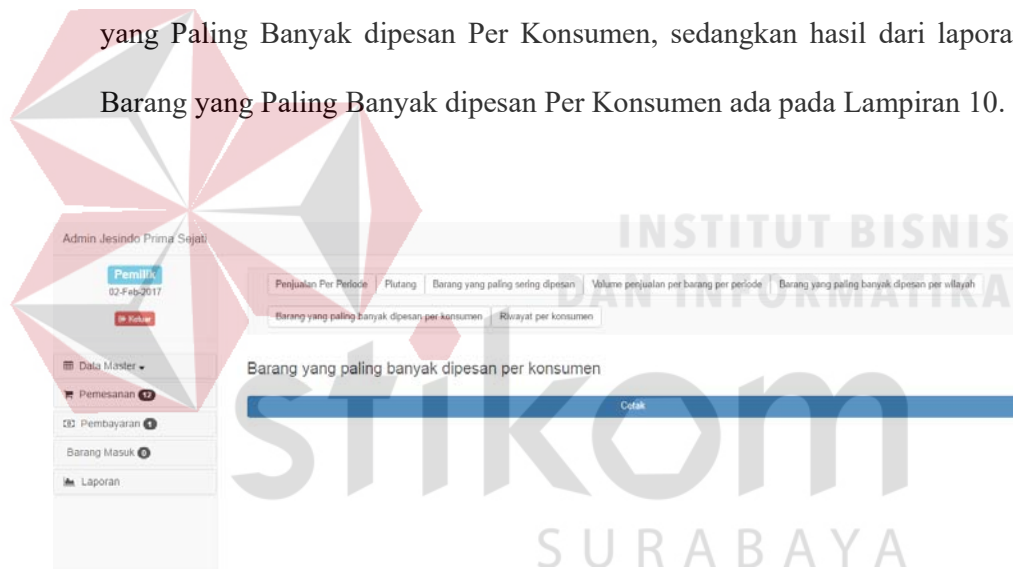 yang Paling Banyak dipesan Per Konsumen, sedangkan hasil dari lapora
Barang yang Paling Banyak dipesan Per Konsumen ada pada Lampiran 10.
INSTITUT BISNIS
DAN INFORMATIKA
stikom
SURABAYA
Admin Jesindo Prima Sejati
Pemilik
02-Feb-2017
Keluar
Data Master
Pemesanan 12
Pembayaran 1
Barang Masuk 0
Laporan
Penjualan Per Periode Piutang Barang yang paling sering dipesan Volume penjualan per barang per periode Barang yang paling banyak dipesan per wilayah
Barang yang paling banyak dipesan per konsumen Riwayat per konsumen
Barang yang paling banyak dipesan per konsumen
Cetak